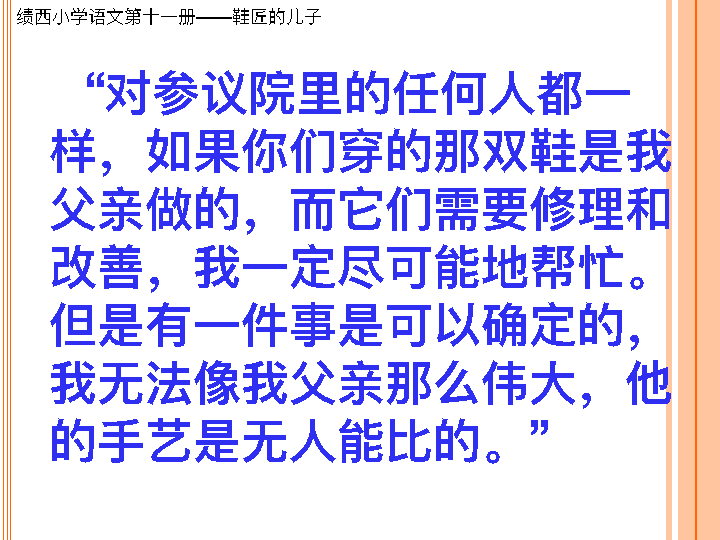 绩西小学语文第十一册——鞋匠的儿子
“对参议院里的任何人都一
样，如果你们穿的那双鞋是我
父亲做的，而它们需要修理和
改善，我一定尽可能地帮忙。
但是有一件事是可以确定的，
我无法像我父亲那么伟大，他
的手艺是无人能比的。”